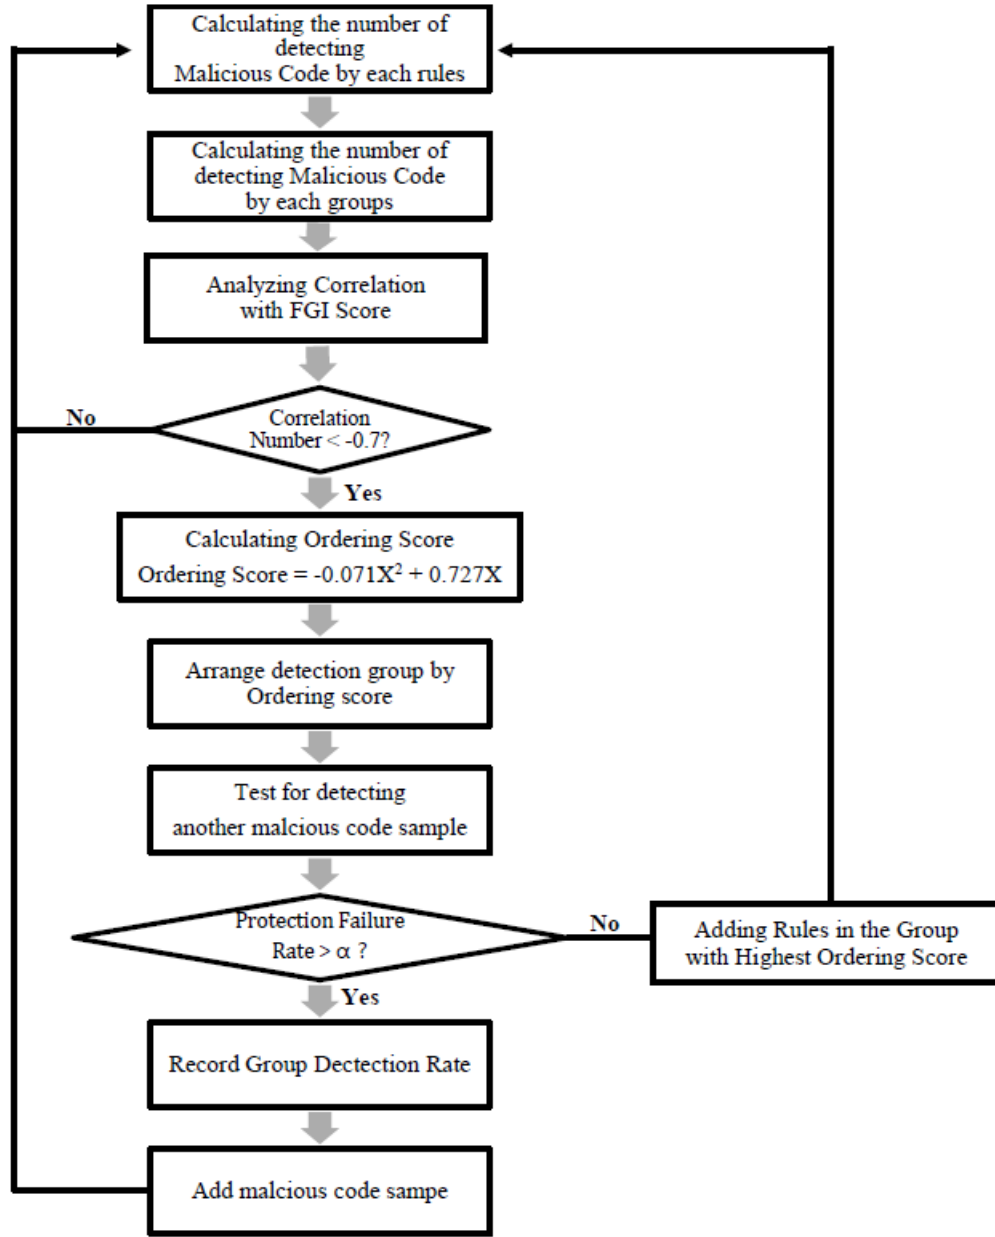 Calculating the number of
detecting
Malicious Code by each rules
Calculating the number of
detecting Malicious Code
by each groups
Analyzing Correlation
with FGI Score
No
Correlation
Number < -0.7?
Yes
Calculating Ordering Score
Ordering Score = -0.071X² + 0.727X
Arrange detection group by
Ordering score
Test for detecting
another malcious code sample
Protection Failure
Rate > α ?
No
Adding Rules in the Group
with Highest Ordering Score
Yes
Record Group Dectection Rate
Add malcious code sampe